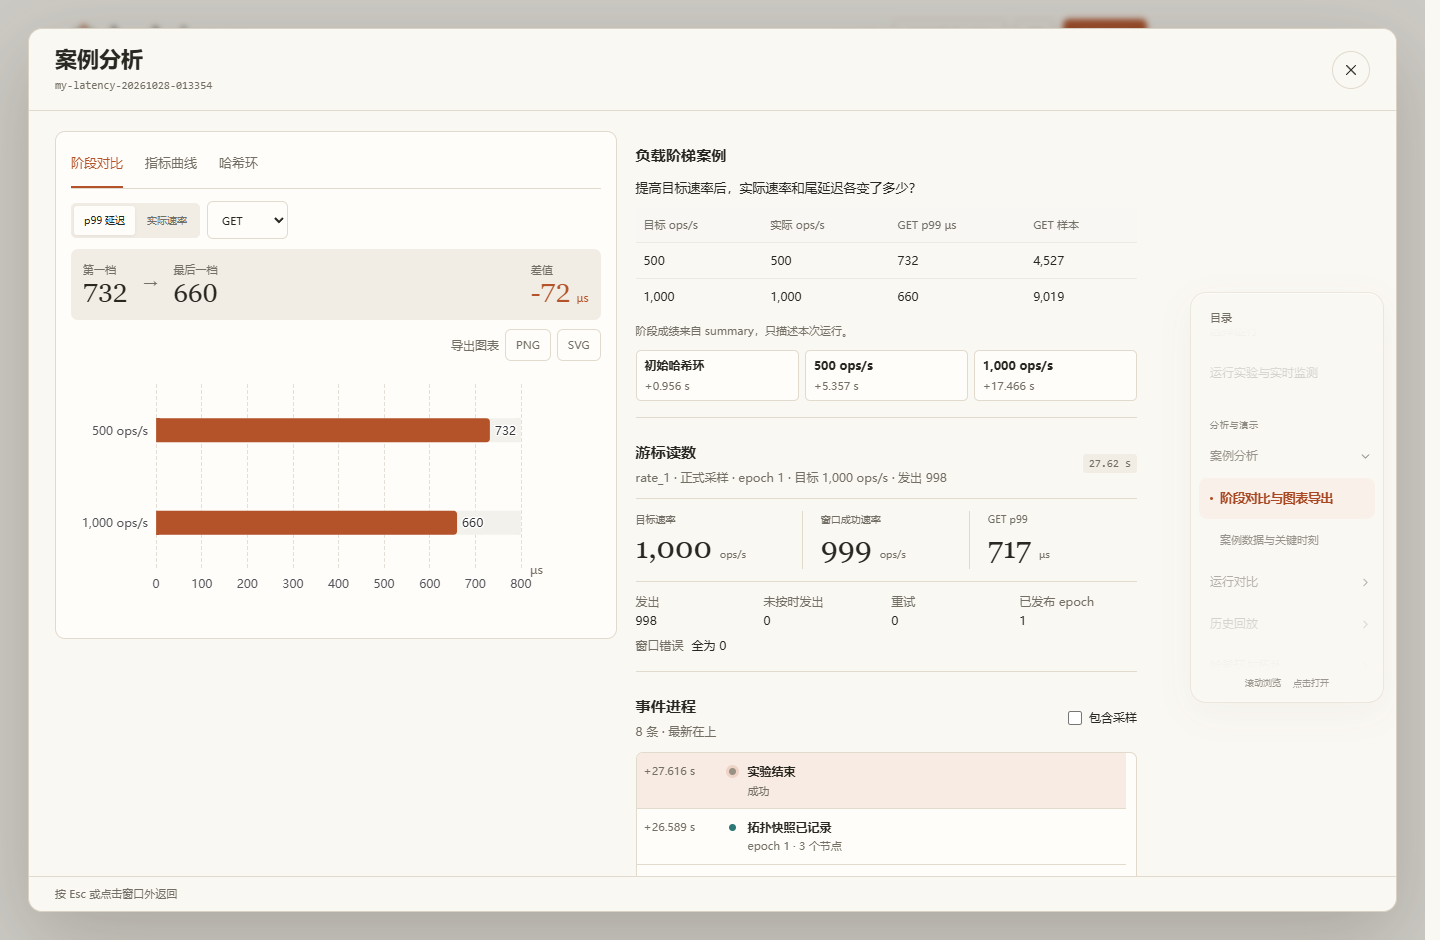 案例分析
my-latency-20261028-013354
阶段对比 指标曲线 哈希环
p99 延迟 实际速率 GET
第一档 最后一档 差值
732 → 660 -72 µs
导出图表 PNG SVG
500 ops/s 732
1,000 ops/s 660
µs
0 100 200 300 400 500 600 700 800
负载阶梯案例
提高目标速率后，实际速率和尾延迟各变了多少？
目标 ops/s 实际 ops/s GET p99 µs GET 样本
500 500 732 4,527
1,000 1,000 660 9,019
阶段成绩来自 summary，只描述本次运行。
初始哈希环 500 ops/s 1,000 ops/s
+0.956 s +5.357 s +17.466 s
游标读数
27.62 s
rate_1 · 正式采样 · epoch 1 · 目标 1,000 ops/s · 发出 998
目标速率 窗口成功速率 GET p99
1,000 ops/s 999 ops/s 717 µs
发出 未按时发出 重试 已发布 epoch
998 0 0 1
窗口错误 全为 0
事件进程
8 条 · 最新在上
包含采样
+27.616 s 实验结束
成功
+26.589 s 拓扑快照已记录
epoch 1 · 3 个节点
目录
运行实验与实时监测
分析与演示
案例分析
· 阶段对比与图表导出
案例数据与关键时刻
运行对比
历史回放
滚动浏览 点击打开
按 Esc 或点击窗口外返回